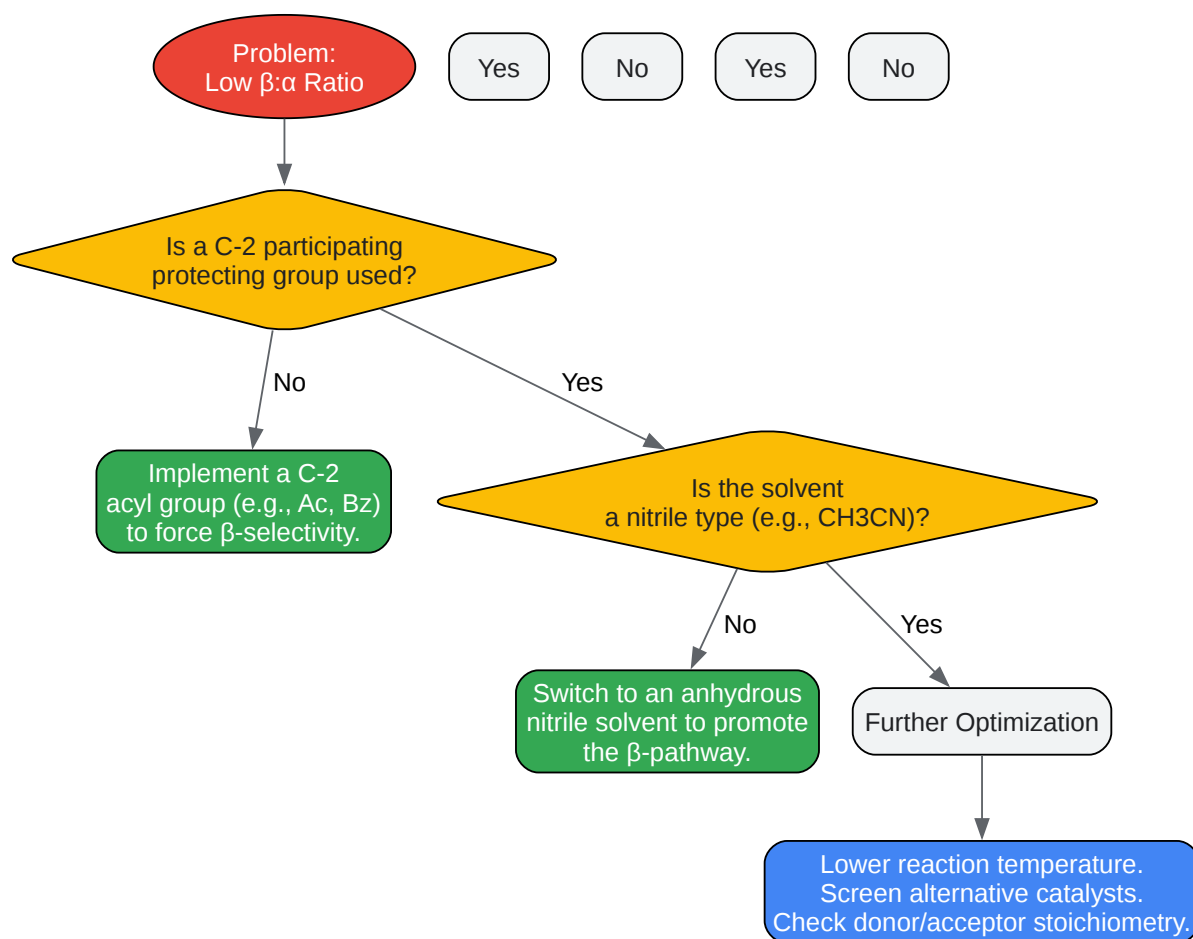 Problem:
Low β:α Ratio
Yes
No
Yes
No
Is a C-2 participating
protecting group used?
No
Yes
Implement a C-2
acyl group (e.g., Ac, Bz)
to force β-selectivity.
Is the solvent
a nitrile type (e.g., CH3CN)?
No
Yes
Switch to an anhydrous
nitrile solvent to promote
the β-pathway.
Further Optimization
Lower reaction temperature.
Screen alternative catalysts.
Check donor/acceptor stoichiometry.